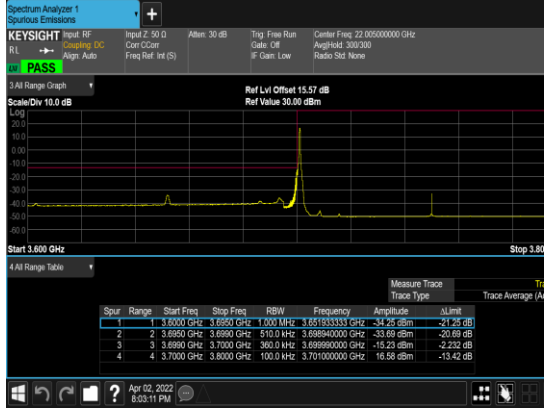 Spectrum Analyzer 1
Spurious Emissions
KEYSIGHT Input: RF Input Z: 50 Ω Atten: 30 dB Trig: Free Run Center Freq: 22.005000000 GHz
RL Coupling: DC Corr CCorr Gate: Off Avg|Hold: 300/300
Align: Auto Freq Ref: Int (S) IF Gain: Low Radio Std: None
PASS
3 All Range Graph
Ref Lvl Offset 15.57 dB
Scale/Div 10.0 dB Ref Value 30.00 dBm
Log
20.0
10.0
0.00
-10.0
-20.0
-30.0
-40.0
-50.0
-60.0
Start 3.600 GHz Stop 3.80
4 All Range Table
Measure Trace Tra
Trace Type Trace Average (Ac
Spur Range Start Freq Stop Freq RBW Frequency Amplitude ΔLimit
1 1 3.6000 GHz 3.6950 GHz 1.000 MHz 3.651933333 GHz -34.25 dBm -21.25 dB
2 2 3.6950 GHz 3.6990 GHz 510.0 kHz 3.698940000 GHz -33.69 dBm -20.69 dB
3 3 3.6990 GHz 3.7000 GHz 360.0 kHz 3.699990000 GHz -15.23 dBm -2.232 dB
4 4 3.7000 GHz 3.8000 GHz 100.0 kHz 3.701000000 GHz 16.58 dBm -13.42 dB
Apr 02, 2022
8:03:11 PM